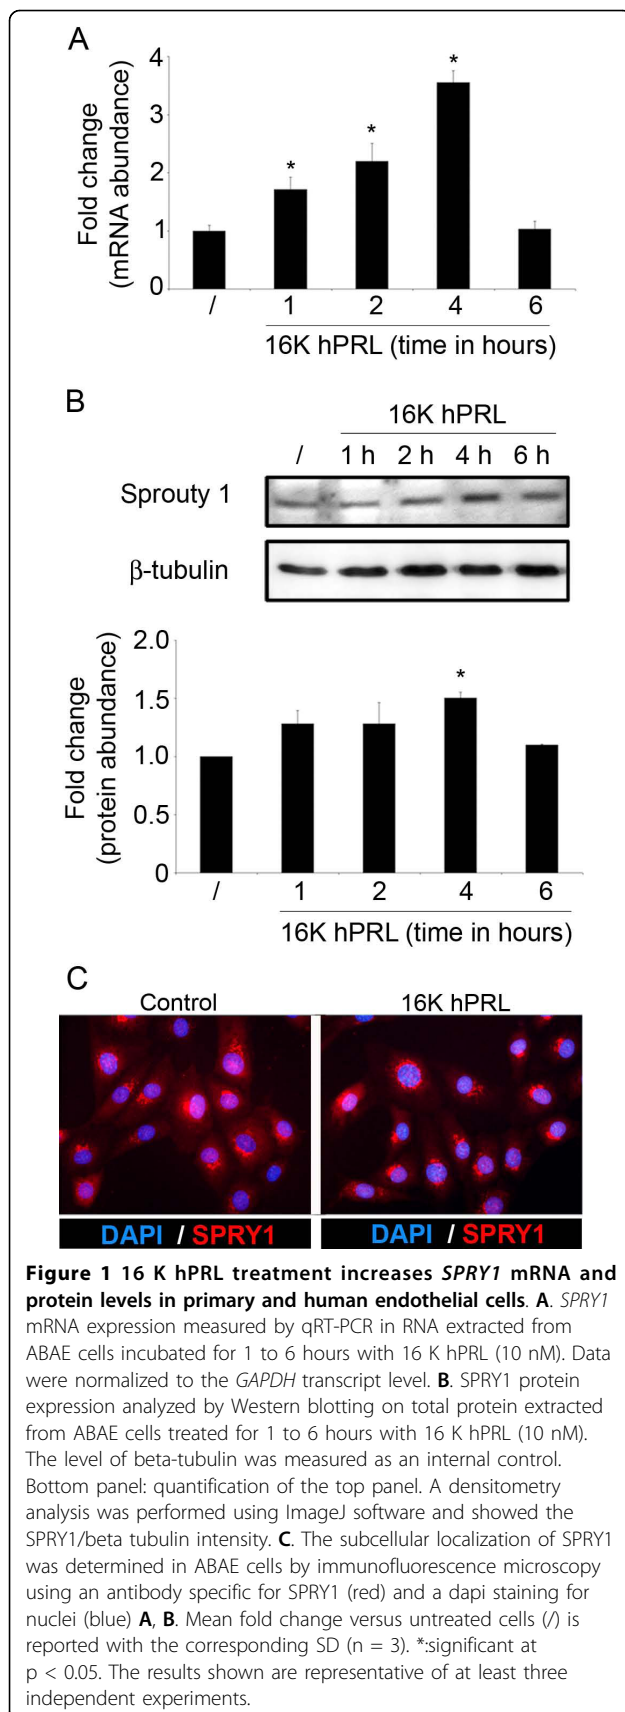 A
Fold change
(mRNA abundance)
4
3
2
1
0
/ 1 2 4 6
* * *
16K hPRL (time in hours)
B
16K hPRL
/ 1 h 2 h 4 h 6 h
Sprouty 1
β-tubulin
Fold change
(protein abundance)
2.0
1.5
1.0
0.5
0
*
/ 1 2 4 6
16K hPRL (time in hours)
C
Control 16K hPRL
DAPI / SPRY1 DAPI / SPRY1
Figure 1 16 K hPRL treatment increases SPRY1 mRNA and
protein levels in primary and human endothelial cells. A. SPRY1
mRNA expression measured by qRT-PCR in RNA extracted from
ABAE cells incubated for 1 to 6 hours with 16 K hPRL (10 nM). Data
were normalized to the GAPDH transcript level. B. SPRY1 protein
expression analyzed by Western blotting on total protein extracted
from ABAE cells treated for 1 to 6 hours with 16 K hPRL (10 nM).
The level of beta-tubulin was measured as an internal control.
Bottom panel: quantification of the top panel. A densitometry
analysis was performed using ImageJ software and showed the
SPRY1/beta tubulin intensity. C. The subcellular localization of SPRY1
was determined in ABAE cells by immunofluorescence microscopy
using an antibody specific for SPRY1 (red) and a dapi staining for
nuclei (blue) A, B. Mean fold change versus untreated cells (/) is
reported with the corresponding SD (n = 3). *:significant at
p < 0.05. The results shown are representative of at least three
independent experiments.